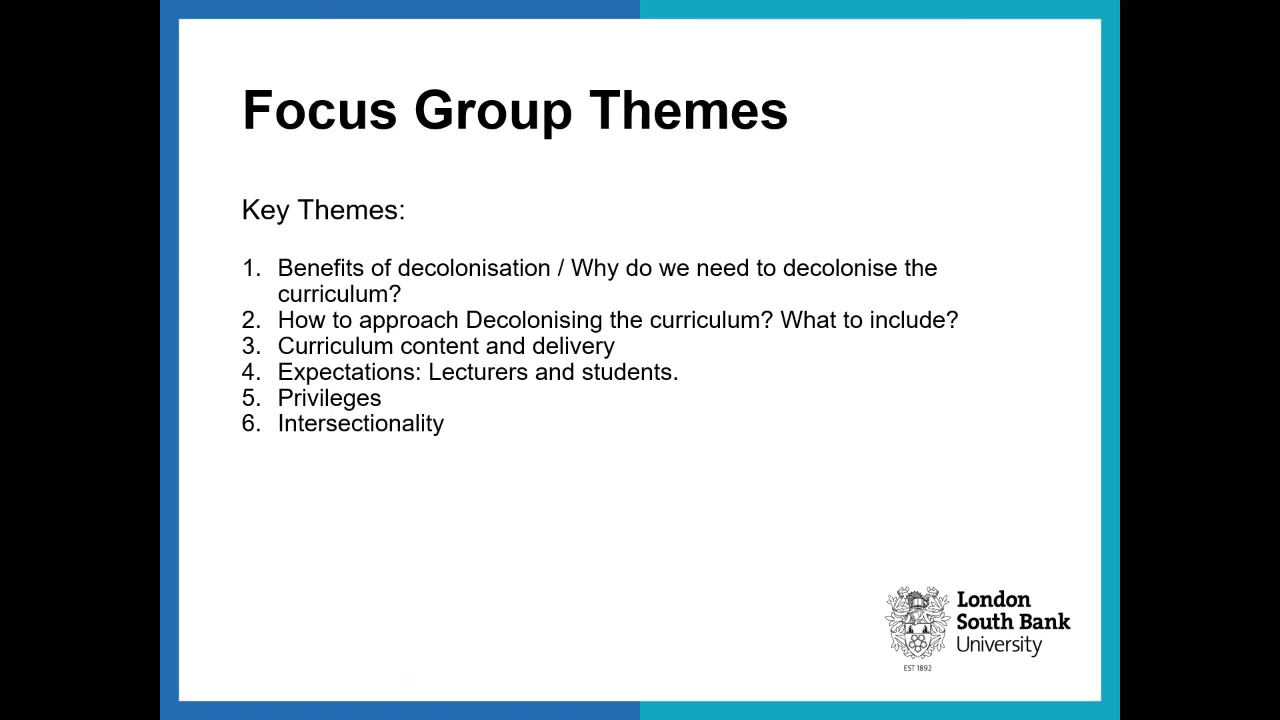 Focus Group Themes
Key Themes:
1. Benefits of decolonisation / Why do we need to decolonise the
curriculum?
2. How to approach Decolonising the curriculum? What to include?
3. Curriculum content and delivery
4. Expectations: Lecturers and students.
5. Privileges
6. Intersectionality
London
South Bank
University
EST 1892